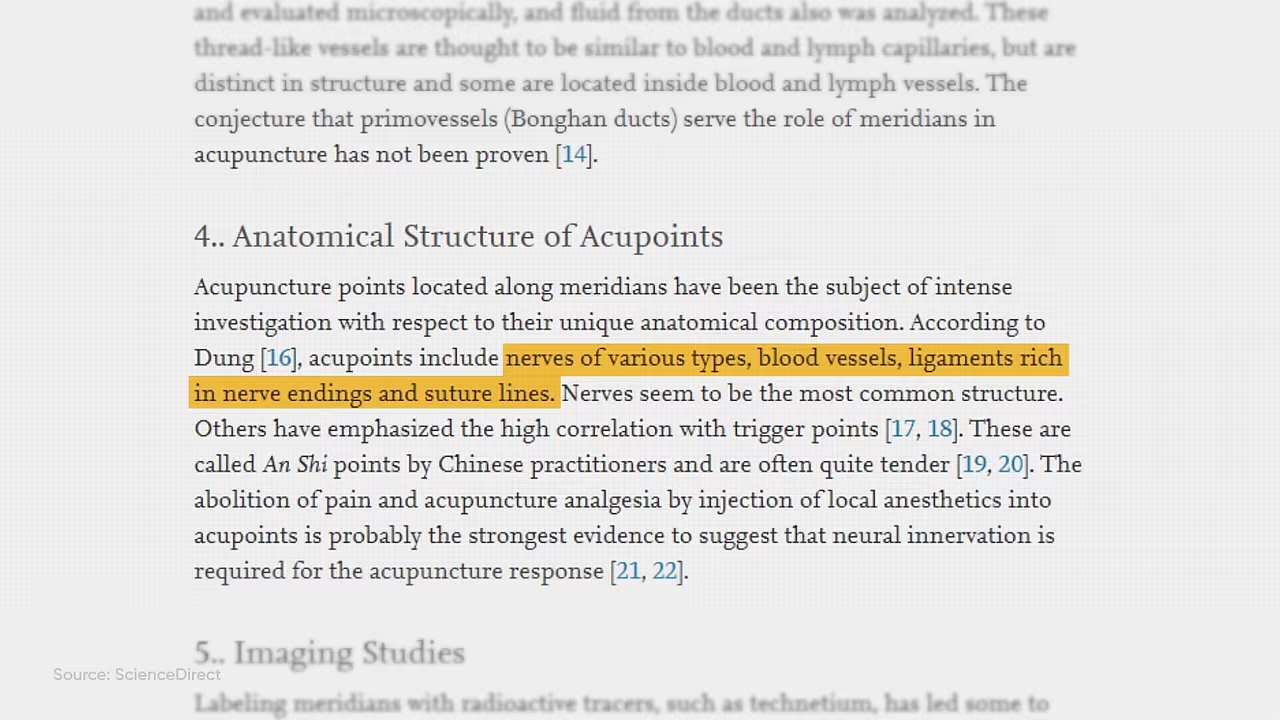 and evaluated microscopically, and fluid from the ducts also was analyzed. These
thread-like vessels are thought to be similar to blood and lymph capillaries, but are
distinct in structure and some are located inside blood and lymph vessels. The
conjecture that primovessels (Bonghan ducts) serve the role of meridians in
acupuncture has not been proven [14].
4.. Anatomical Structure of Acupoints
Acupuncture points located along meridians have been the subject of intense
investigation with respect to their unique anatomical composition. According to
Dung [16], acupoints include nerves of various types, blood vessels, ligaments rich
in nerve endings and suture lines. Nerves seem to be the most common structure.
Others have emphasized the high correlation with trigger points [17, 18]. These are
called An Shi points by Chinese practitioners and are often quite tender [19, 20]. The
abolition of pain and acupuncture analgesia by injection of local anesthetics into
acupoints is probably the strongest evidence to suggest that neural innervation is
required for the acupuncture response [21, 22].
5.. Imaging Studies
Source: ScienceDirect
Labeling meridians with radioactive tracers, such as technetium, has led some to